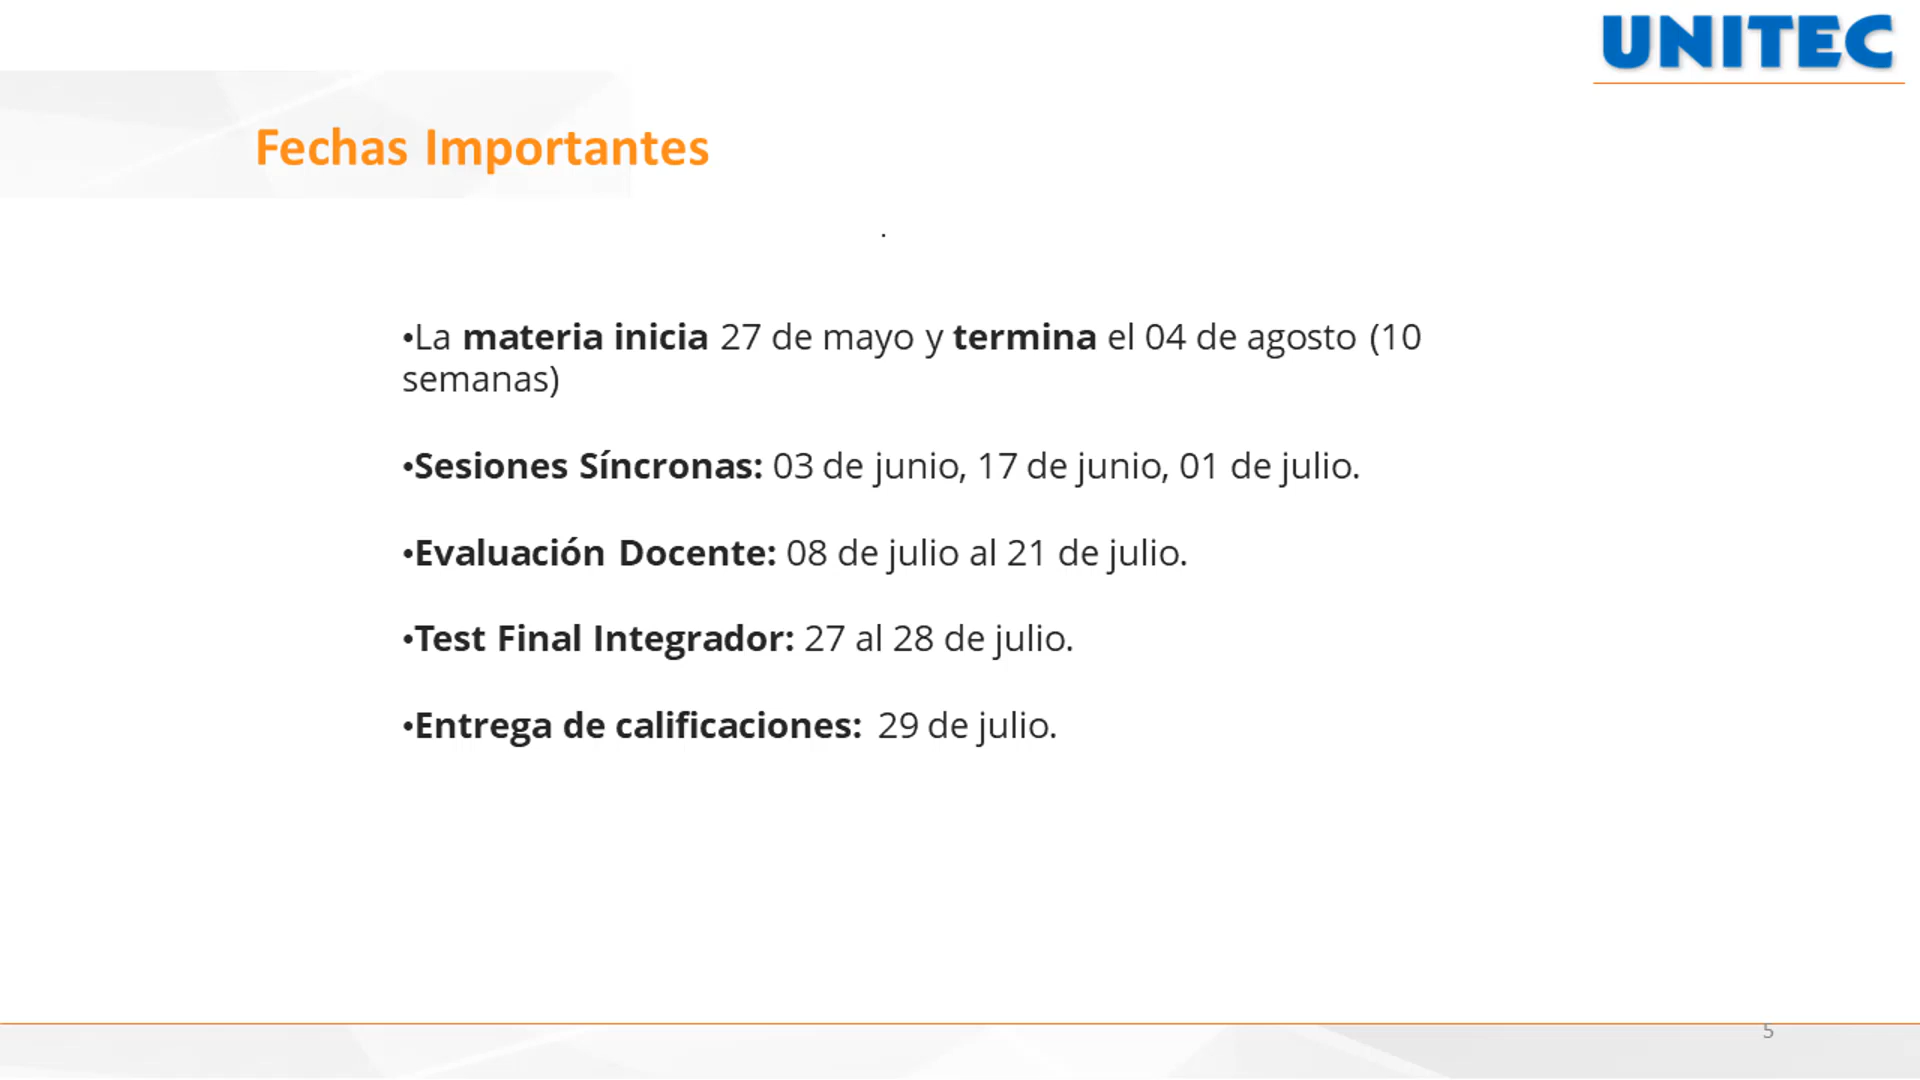 UNITEC
Fechas Importantes
.
•La materia inicia 27 de mayo y termina el 04 de agosto (10
semanas)
•Sesiones Síncronas: 03 de junio, 17 de junio, 01 de julio.
•Evaluación Docente: 08 de julio al 21 de julio.
•Test Final Integrador: 27 al 28 de julio.
•Entrega de calificaciones: 29 de julio.
5